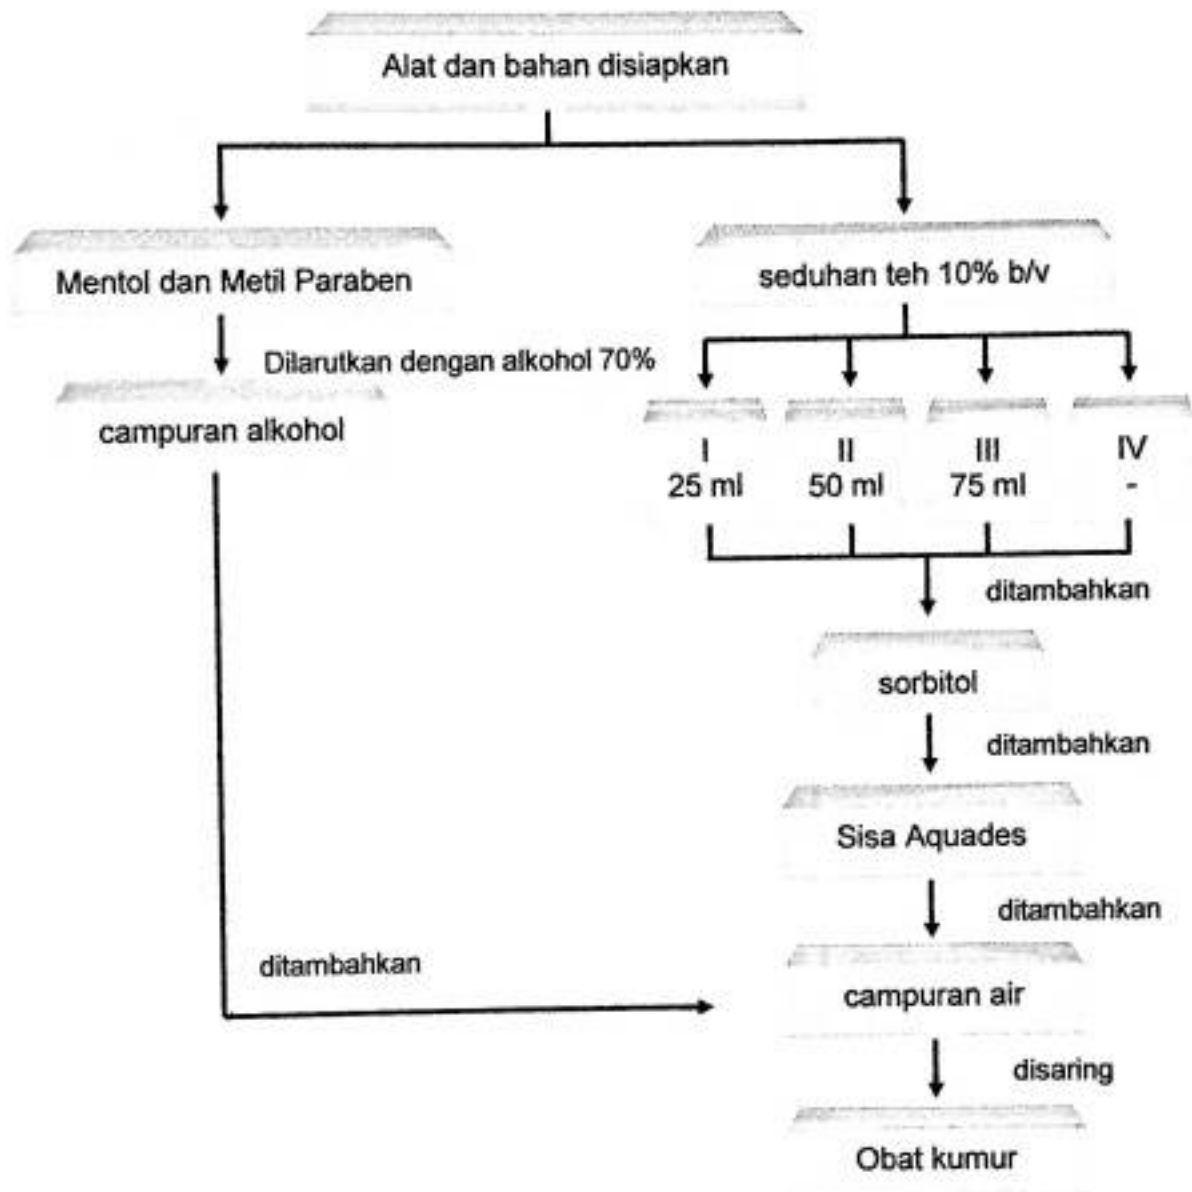 Alat dan bahan disiapkan
Mentol dan Metil Paraben
seduhan teh 10% b/v
Dilarutkan dengan alkohol 70%
campuran alkohol
I
25 ml
II
50 ml
III
75 ml
IV
-
ditambahkan
sorbitol
ditambahkan
Sisa Aquades
ditambahkan
ditambahkan
campuran air
disaring
Obat kumur